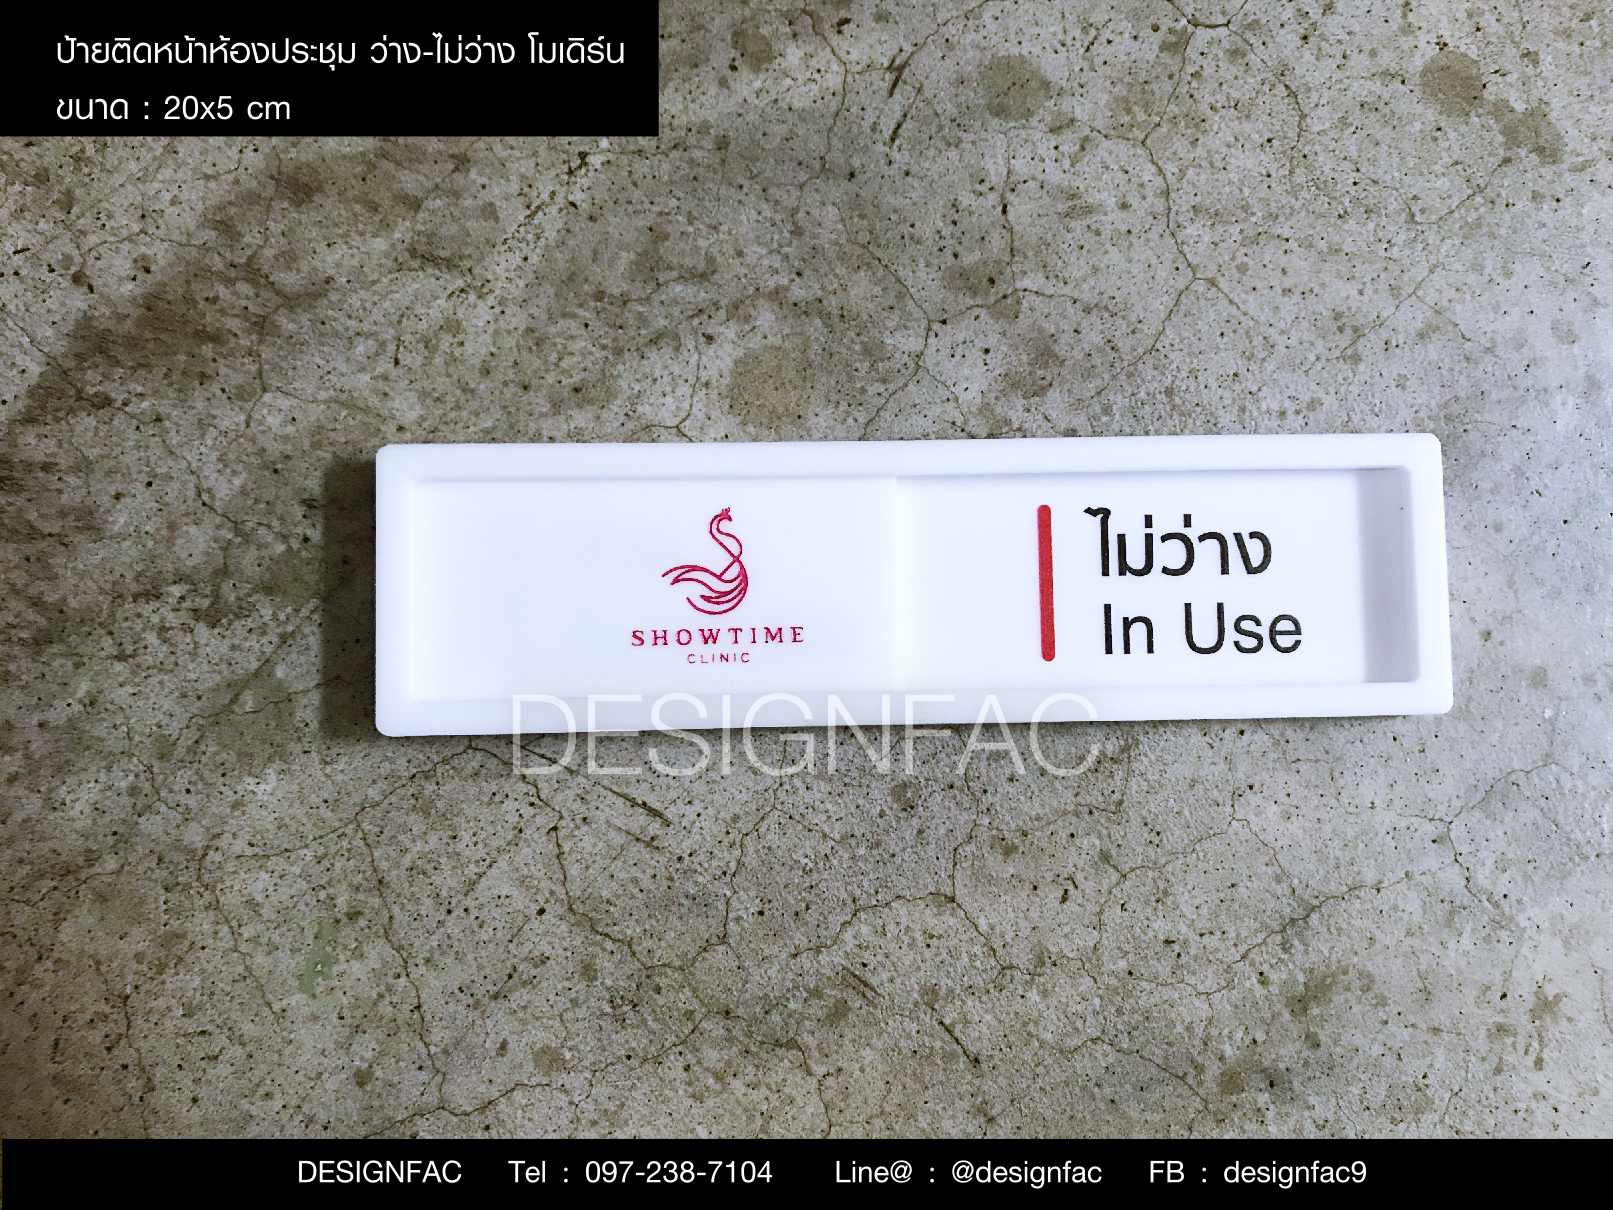 ป้ายติดหน้าห้องประชุม ว่าง-ไม่ว่าง โมเดิร์น
ขนาด : 20x5 cm
SHOWTIME
CLINIC
ไม่ว่าง
In Use
DESIGNFAC
DESIGNFAC Tel : 097-238-7104 Line@ : @designfac FB : designfac9